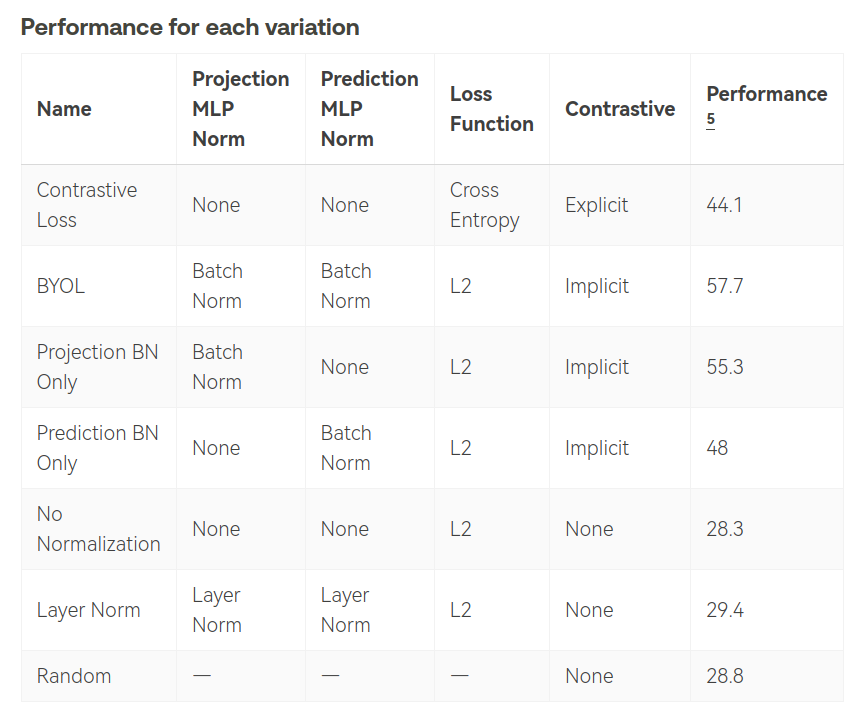 Performance for each variation
Name
Projection
MLP
Norm
Prediction
MLP
Norm
Loss
Function
Contrastive
Performance
5
Contrastive
Loss
None
None
Cross
Entropy
Explicit
44.1
BYOL
Batch
Norm
Batch
Norm
L2
Implicit
57.7
Projection BN
Only
Batch
Norm
None
L2
Implicit
55.3
Prediction BN
Only
None
Batch
Norm
L2
Implicit
48
No
Normalization
None
None
L2
None
28.3
Layer Norm
Layer
Norm
Layer
Norm
L2
None
29.4
Random
—
—
—
None
28.8